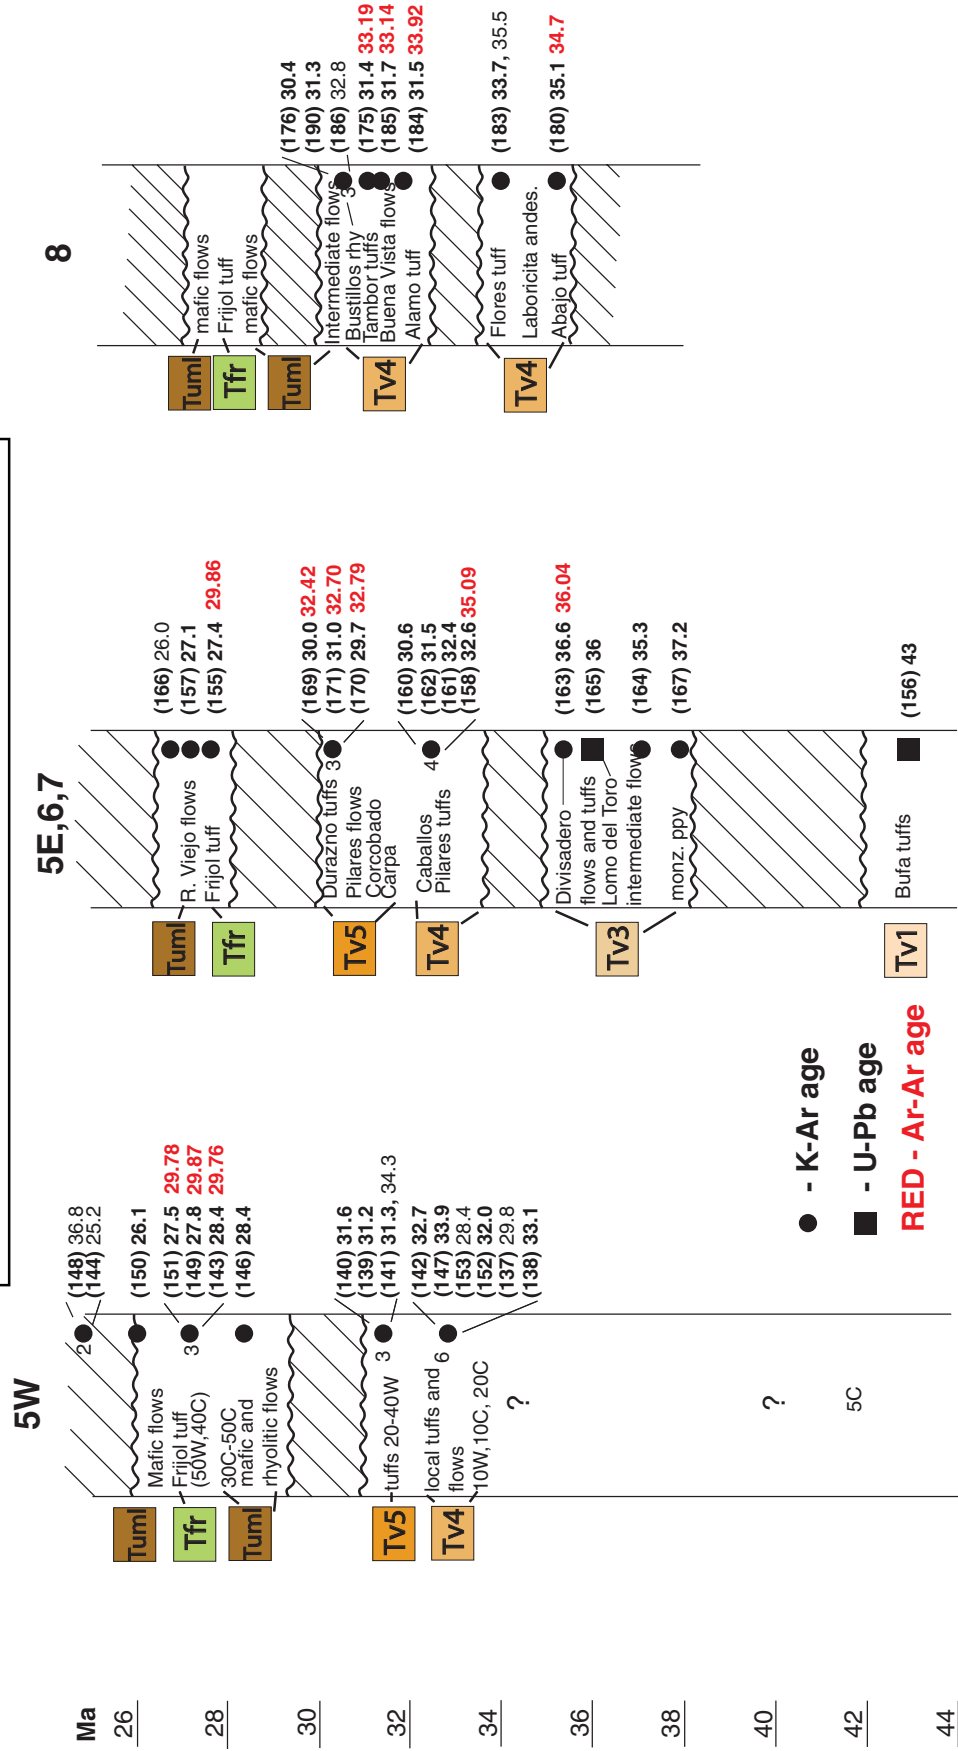 Ma
26
28
30
32
34
36
38
40
42
44
5W
Tuml
Tfr
Tuml
Tv5
Tv4
Mafic flows
Frijol tuff
(50W,40C)
30C-50C
mafic and
rhyolitic flows
tuffs 20-40W
local tuffs and
flows
10W,10C, 20C
?
?
5C
2
3
3
6
(148) 36.8
(144) 25.2
(150) 26.1
(151) 27.5 29.78
(149) 27.8 29.87
(143) 28.4 29.76
(146) 28.4
(140) 31.6
(139) 31.2
(141) 31.3, 34.3
(142) 32.7
(147) 33.9
(153) 28.4
(152) 32.0
(137) 29.8
(138) 33.1
- K-Ar age
- U-Pb age
RED - Ar-Ar age
5E,6,7
Tuml
Tfr
Tv5
Tv4
Tv3
Tv1
R. Viejo flows
Frijol tuff
Durazno tuffs
Pilares flows
Corcobado
Carpa
Caballos
Pilares tuffs
Divisadero
flows and tuffs
Lomo del Toro
intermediate flows
monz. ppy
Bufa tuffs
3
4
(166) 26.0
(157) 27.1
(155) 27.4 29.86
(169) 30.0 32.42
(171) 31.0 32.70
(170) 29.7 32.79
(160) 30.6
(162) 31.5
(161) 32.4
(158) 32.6 35.09
(163) 36.6 36.04
(165) 36
(164) 35.3
(167) 37.2
(156) 43
8
Tuml
Tfr
Tuml
Tv4
Tv4
mafic flows
Frijol tuff
mafic flows
Intermediate flows
Bustillos rhy
Tambor tuffs
Buena Vista flows
Alamo tuff
Flores tuff
Laboricita andes.
Abajo tuff
3
(176) 30.4
(190) 31.3
(186) 32.8
(175) 31.4 33.19
(185) 31.7 33.14
(184) 31.5 33.92
(183) 33.7, 35.5
(180) 35.1 34.7